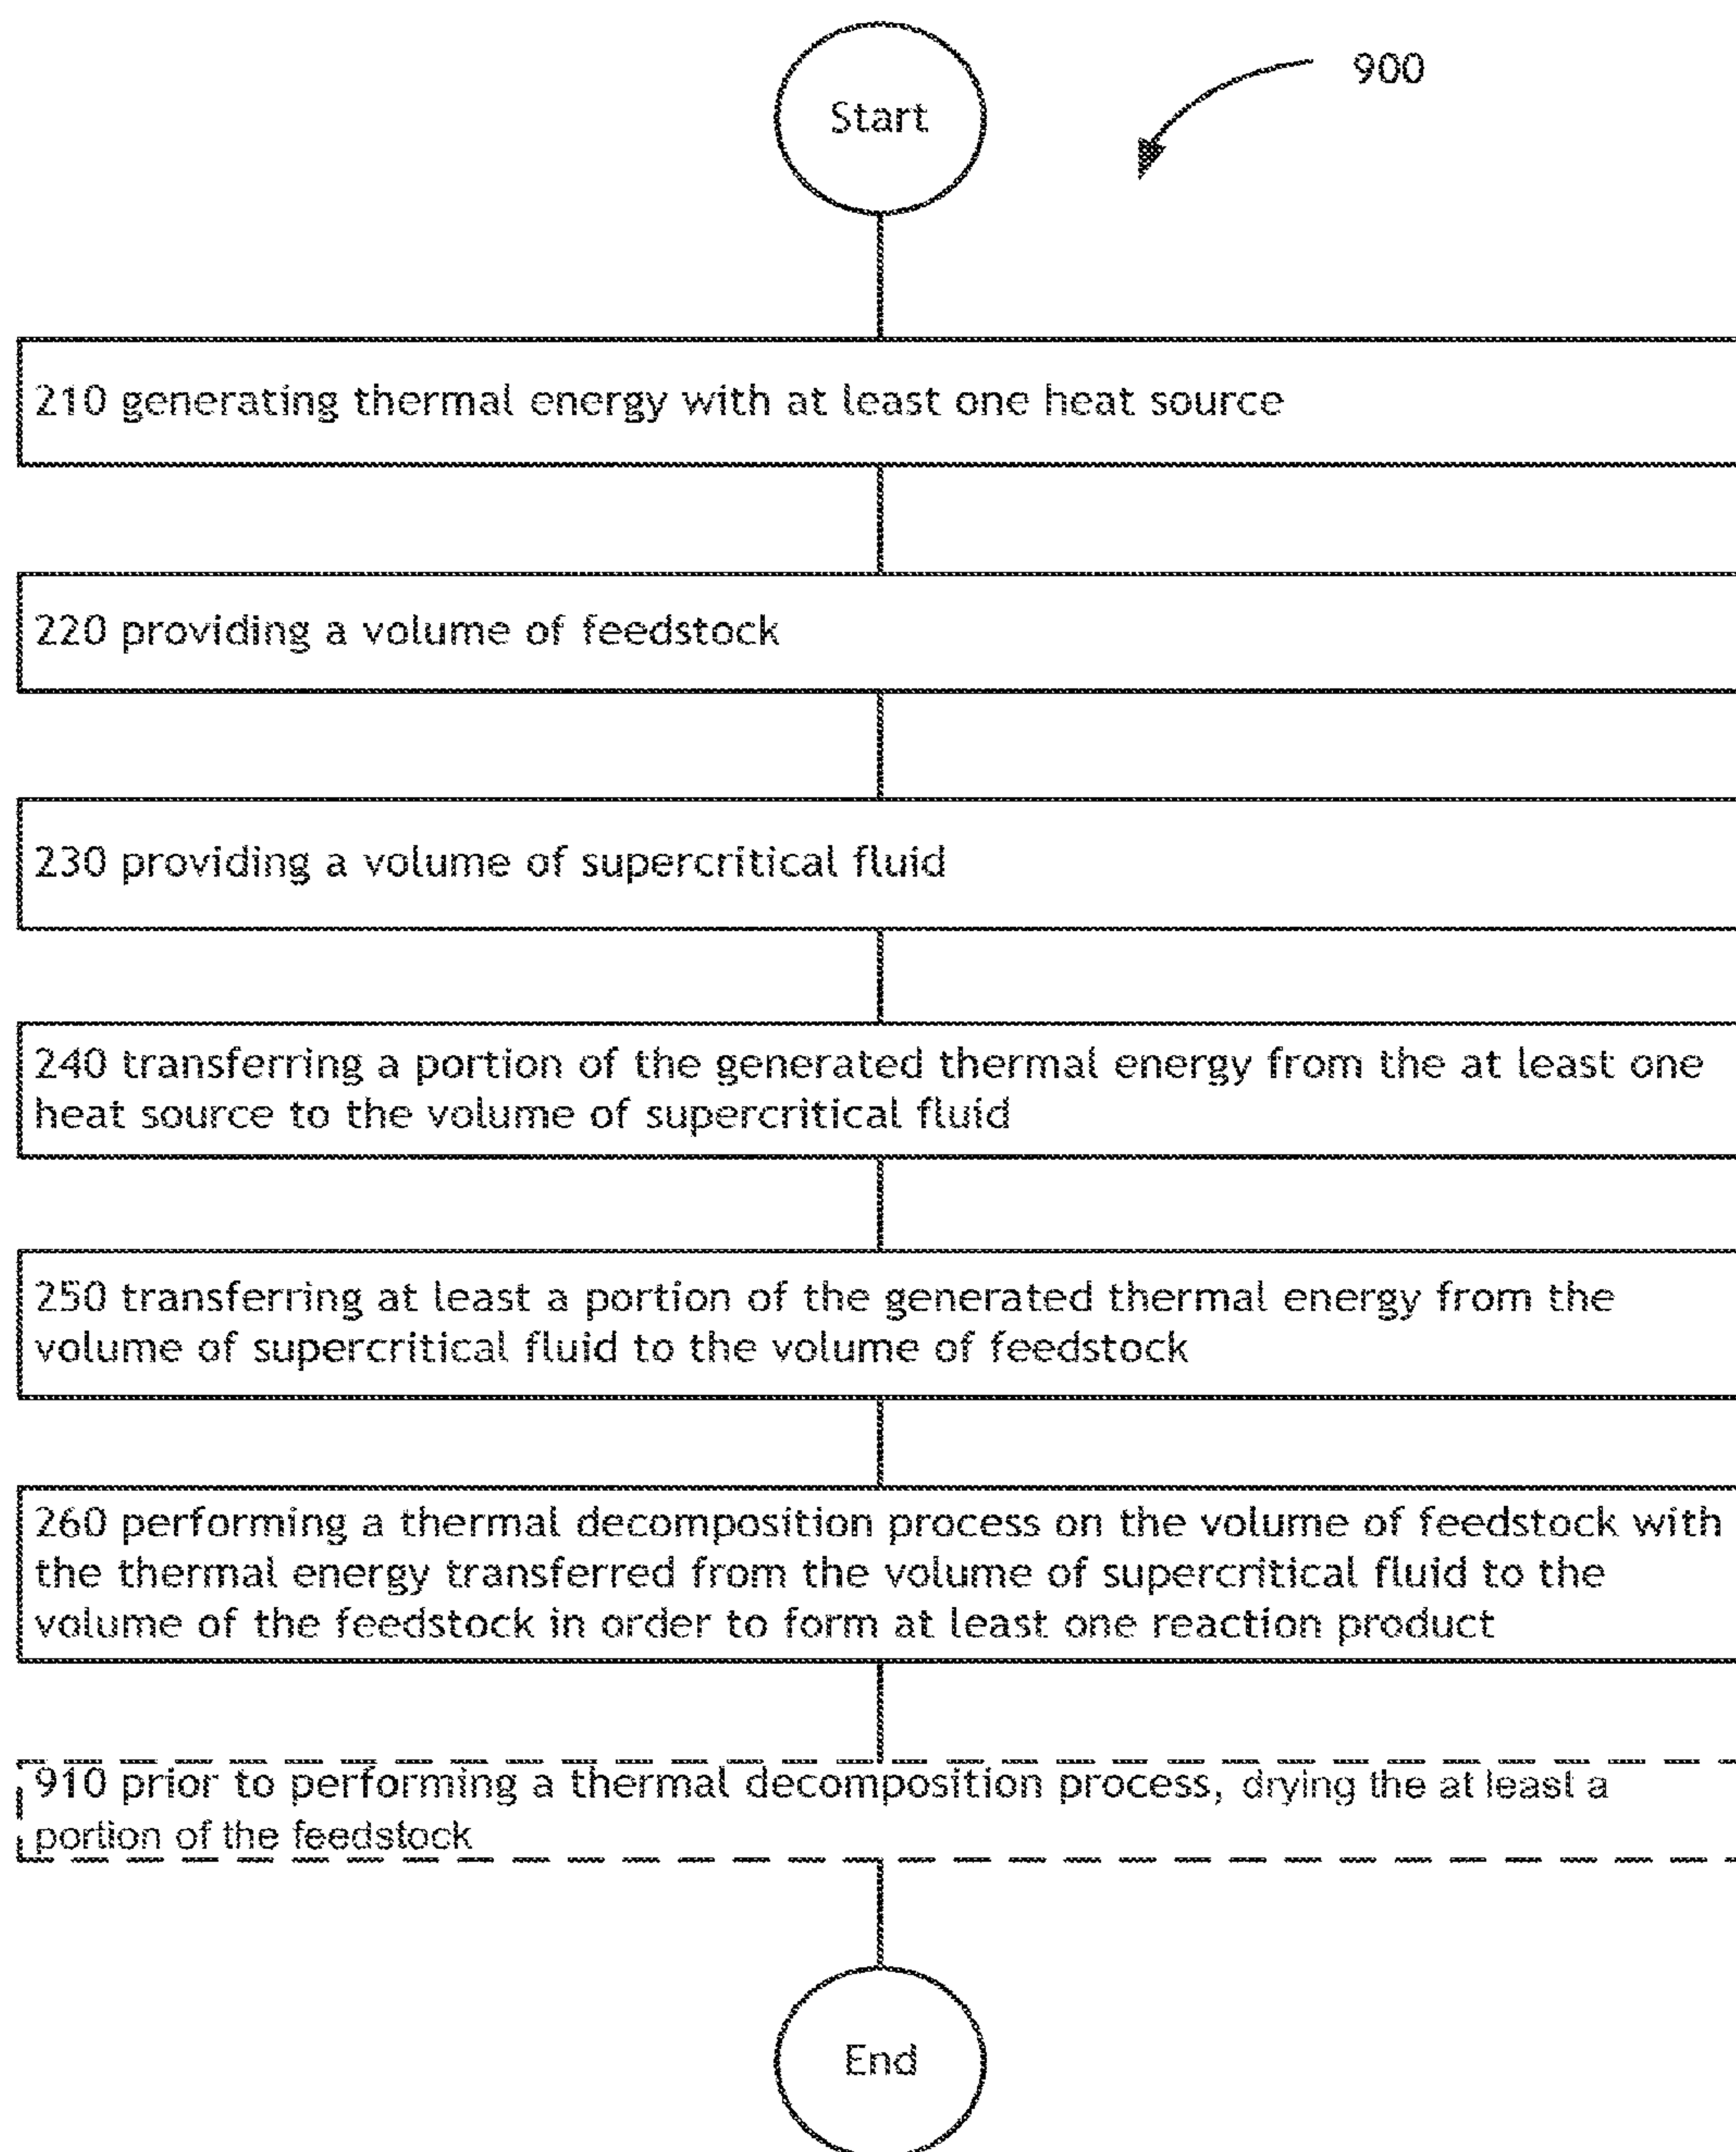 Start
900
210 generating thermal energy with at least one heat source
220 providing a volume of feedstock
230 providing a volume of supercritical fluid
240 transferring a portion of the generated thermal energy from the at least one
heat source to the volume of supercritical fluid
250 transferring at least a portion of the generated thermal energy from the
volume of supercritical fluid to the volume of feedstock
260 performing a thermal decomposition process on the volume of feedstock with
the thermal energy transferred from the volume of supercritical fluid to the
volume of the feedstock in order to form at least one reaction product
910 prior to performing a thermal decomposition process, drying the at least a
portion of the feedstock
End